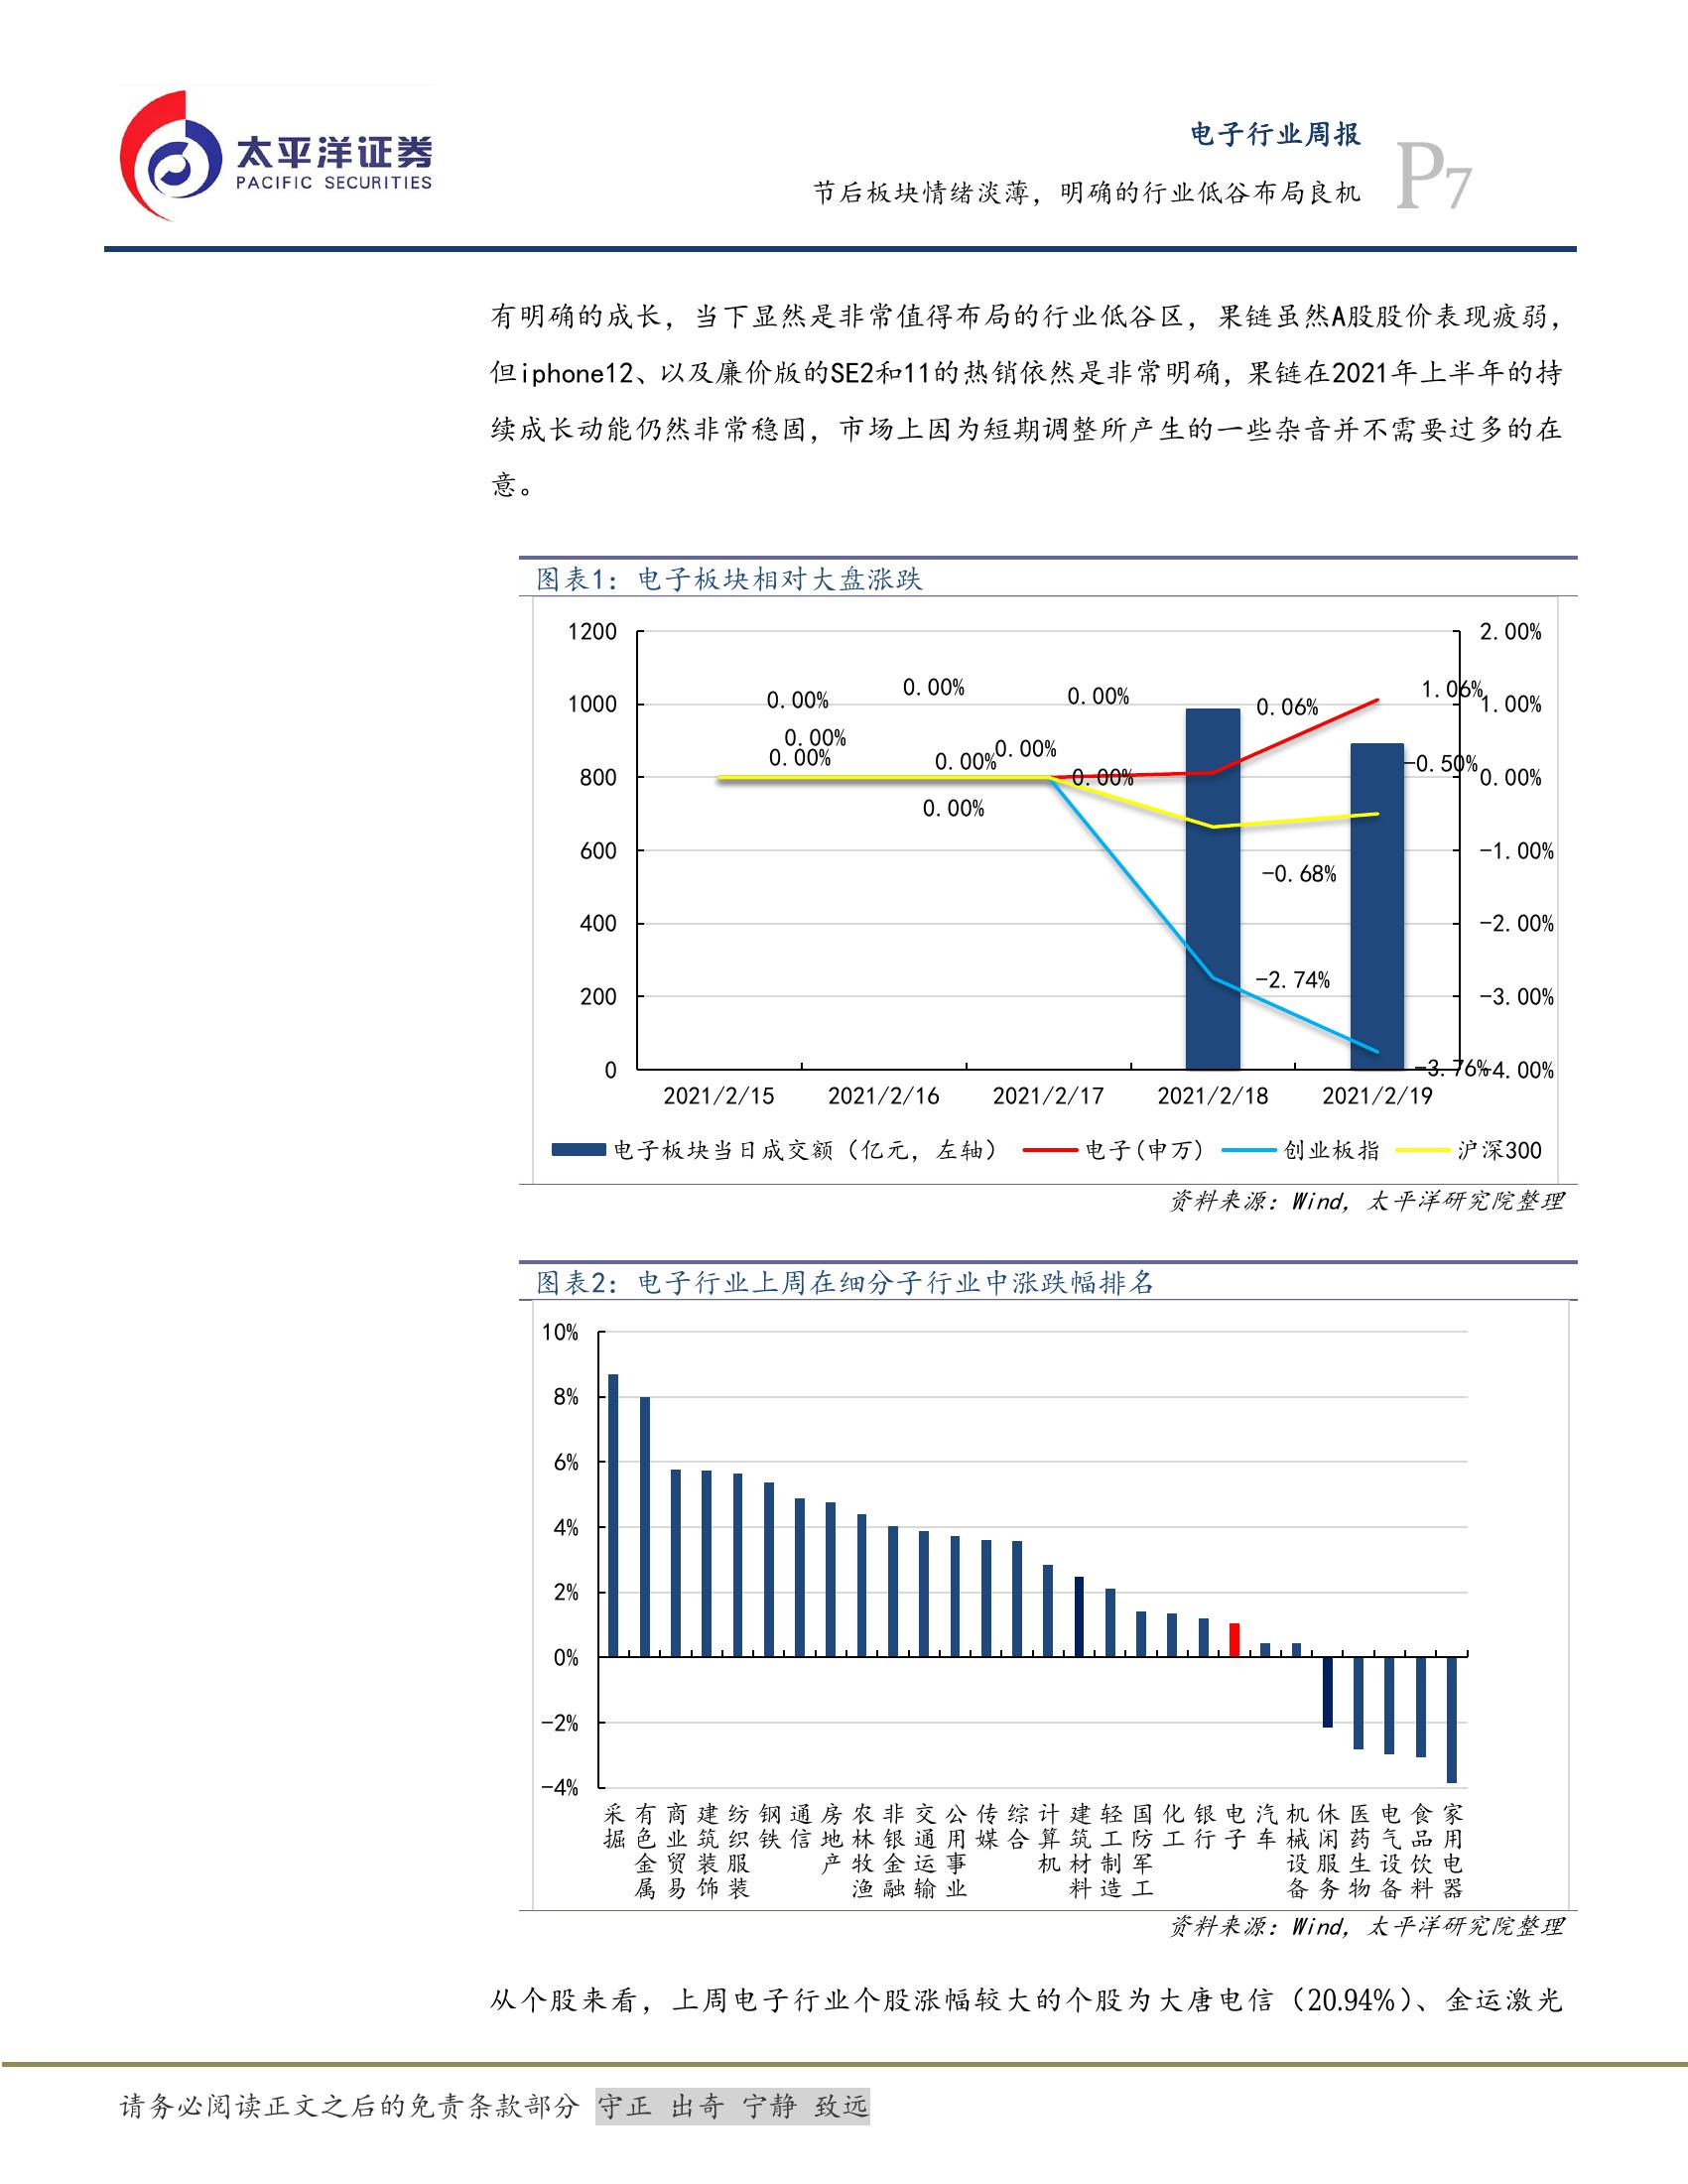 太平洋证券
PACIFIC SECURITIES
电子行业周报
节后板块情绪淡薄，明确的行业低谷布局良机
P7
有明确的成长，当下显然是非常值得布局的行业低谷区，果链虽然A股股价表现疲弱，
但iphone12、以及廉价版的SE2和11的热销依然是非常明确，果链在2021年上半年的持
续成长动能仍然非常稳固，市场上因为短期调整所产生的一些杂音并不需要过多的在
意。
图表1：电子板块相对大盘涨跌
1200
1000
800
600
400
200
0
2.00%
1.00%
0.00%
-1.00%
-2.00%
-3.00%
-4.00%
0.00%
0.00%
0.00%
0.00%
0.00%
0.00%
0.00%
0.00%
0.00%
0.06%
1.06%
-0.50%
-0.68%
-2.74%
-3.76%
2021/2/15 2021/2/16 2021/2/17 2021/2/18 2021/2/19
电子板块当日成交额（亿元，左轴） 电子(申万) 创业板指 沪深300
资料来源：Wind，太平洋研究院整理
图表2：电子行业上周在细分子行业中涨跌幅排名
10%
8%
6%
4%
2%
0%
-2%
-4%
采掘
有色金属
商业贸易
建筑装饰
纺织服装
钢铁
通信
房地产
农林牧渔
非银金融
交通运输
公用事业
传媒
综合
计算机
建筑材料
轻工制造
国防军工
化工
银行
电子
汽车
机械设备
休闲服务
医药生物
电气设备
食品饮料
家用电器
资料来源：Wind，太平洋研究院整理
从个股来看，上周电子行业个股涨幅较大的个股为大唐电信（20.94%）、金运激光
请务必阅读正文之后的免责条款部分 守正 出奇 宁静 致远